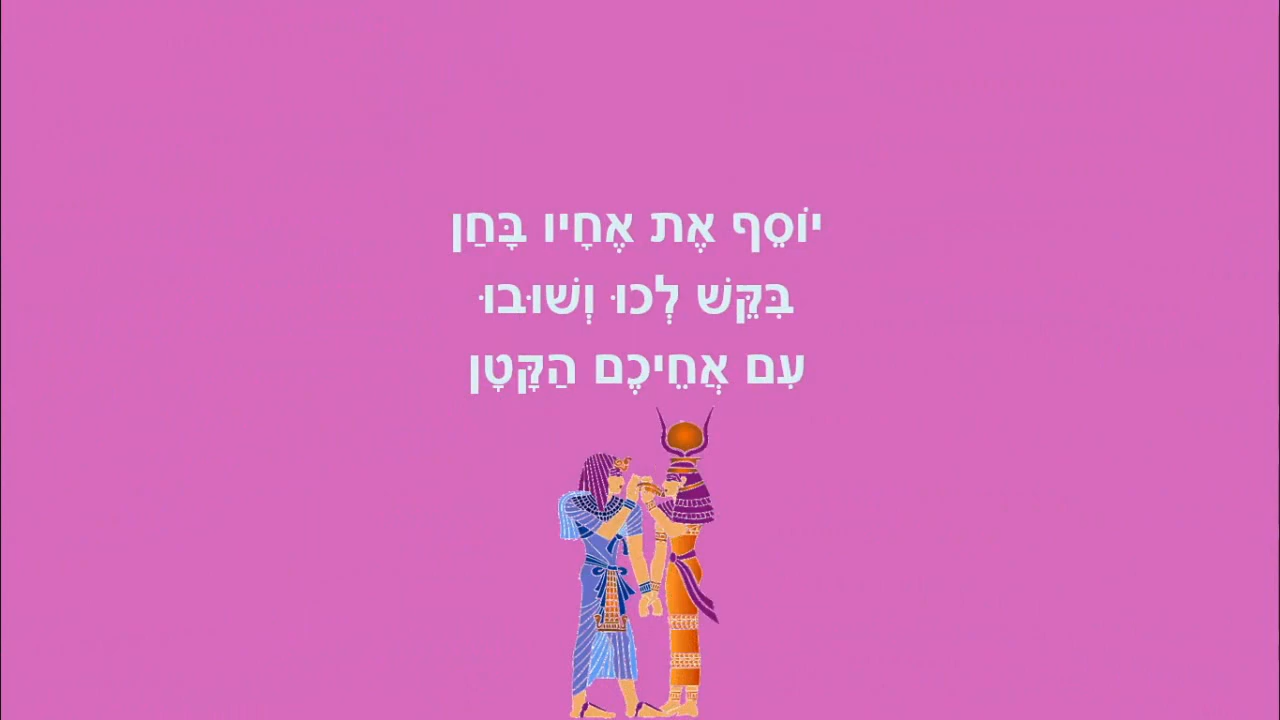 יוֹסֵף אֶת אֶחָיו בָּחַן
בִּקֵּשׁ לְכוּ וְשׁוּבוּ
עִם אֲחֵיכֶם הַקָּטָן